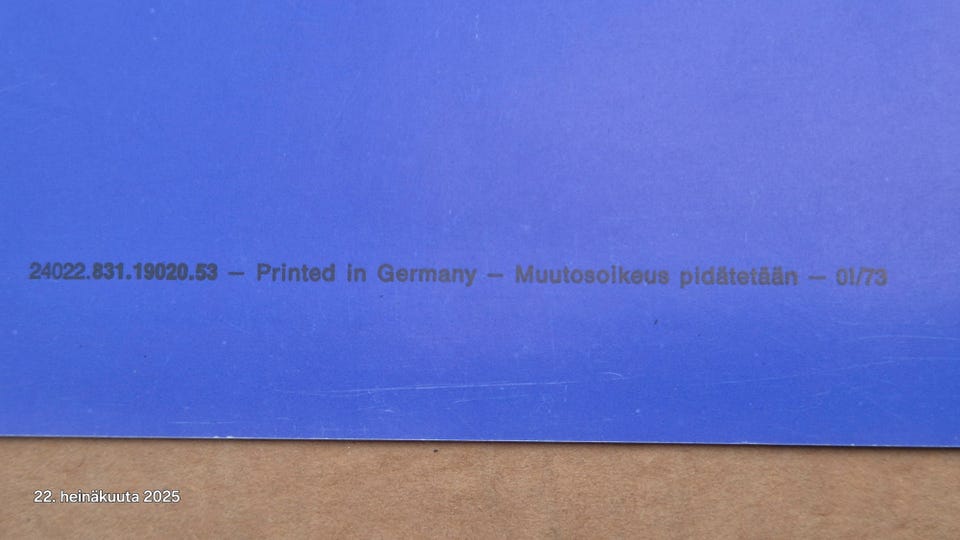 24022.831.19020.53 – Printed in Germany – Muutosoikeus pidätetään – 01/73
22. heinäkuuta 2025